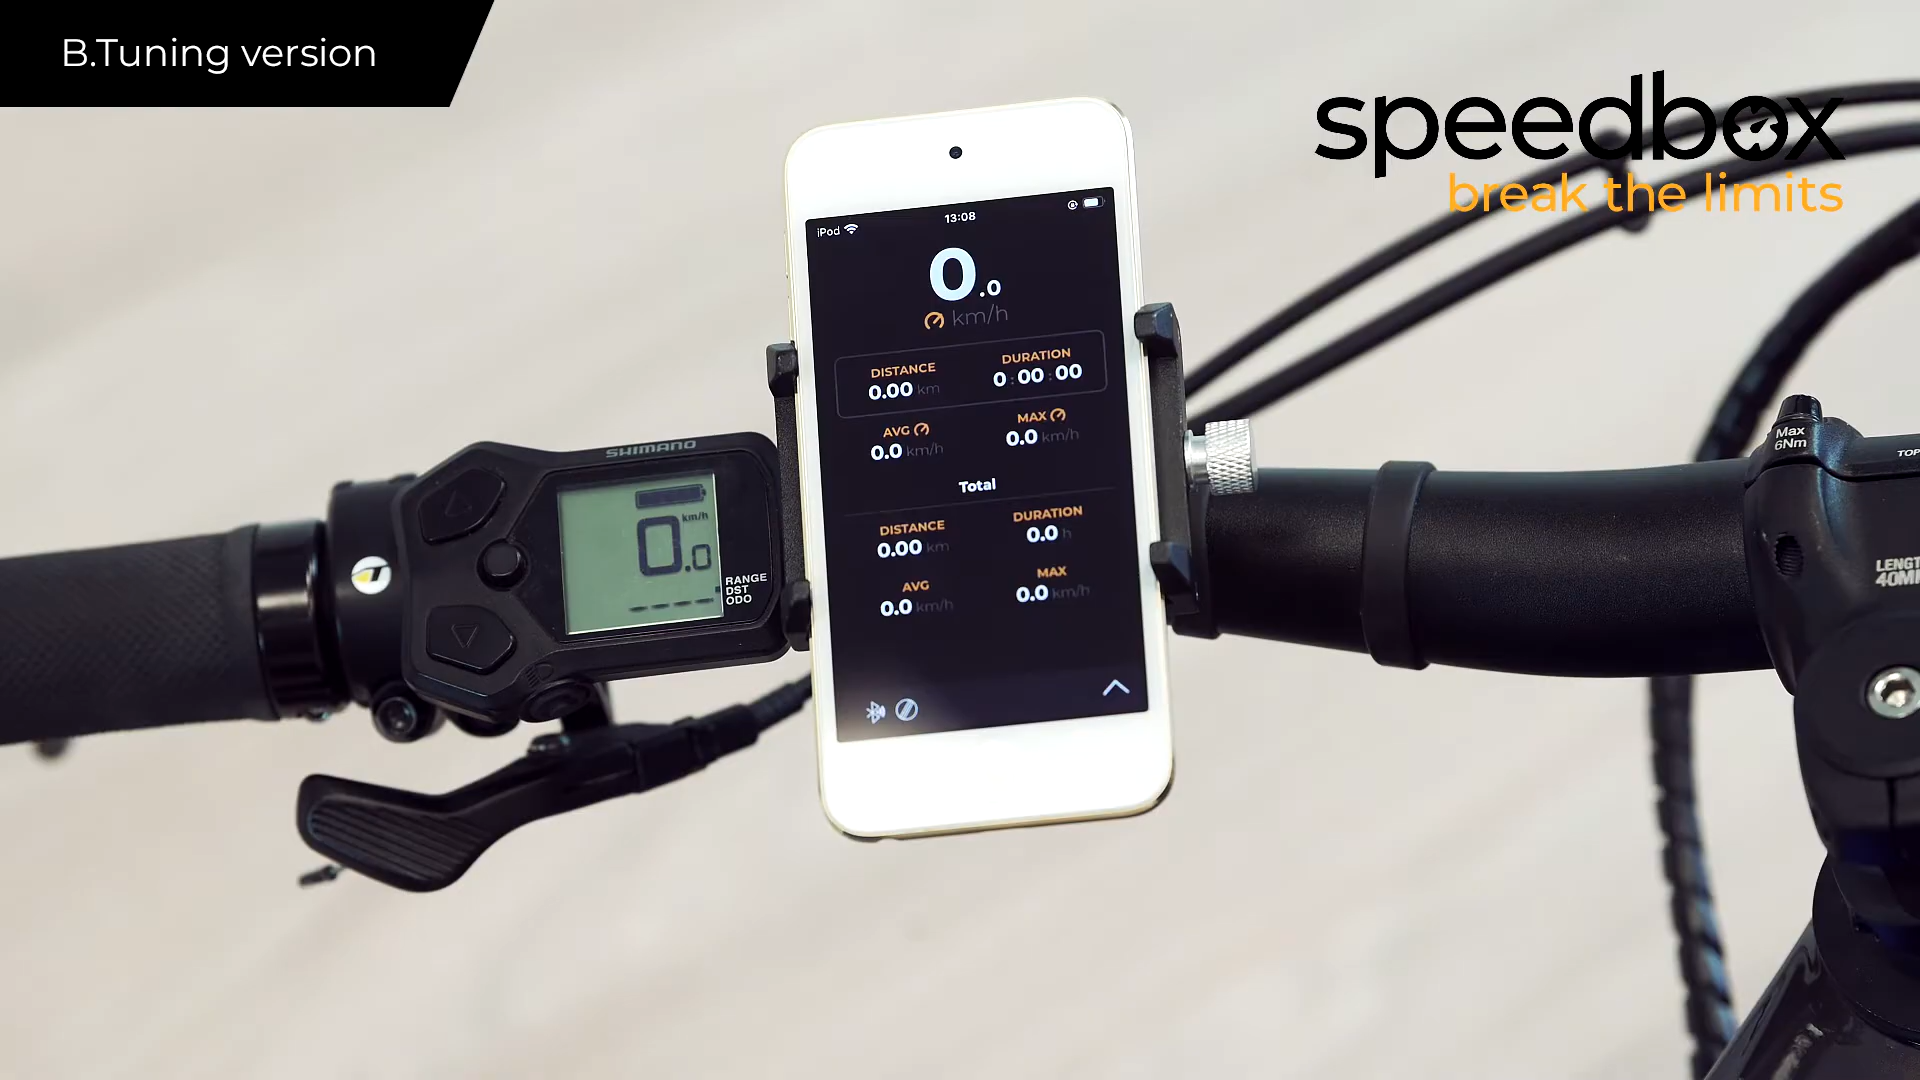 B.Tuning version
speedbox
break the limits
iPod 13:08
0.0
km/h
DISTANCE DURATION
0.00 km 0:00:00
AVG MAX
0.0 km/h 0.0 km/h
Total
DISTANCE DURATION
0.00 km 0.0 h
AVG MAX
0.0 km/h 0.0 km/h
SHIMANO
km/h
0.0
RANGE
DST
ODO
Max
6Nm